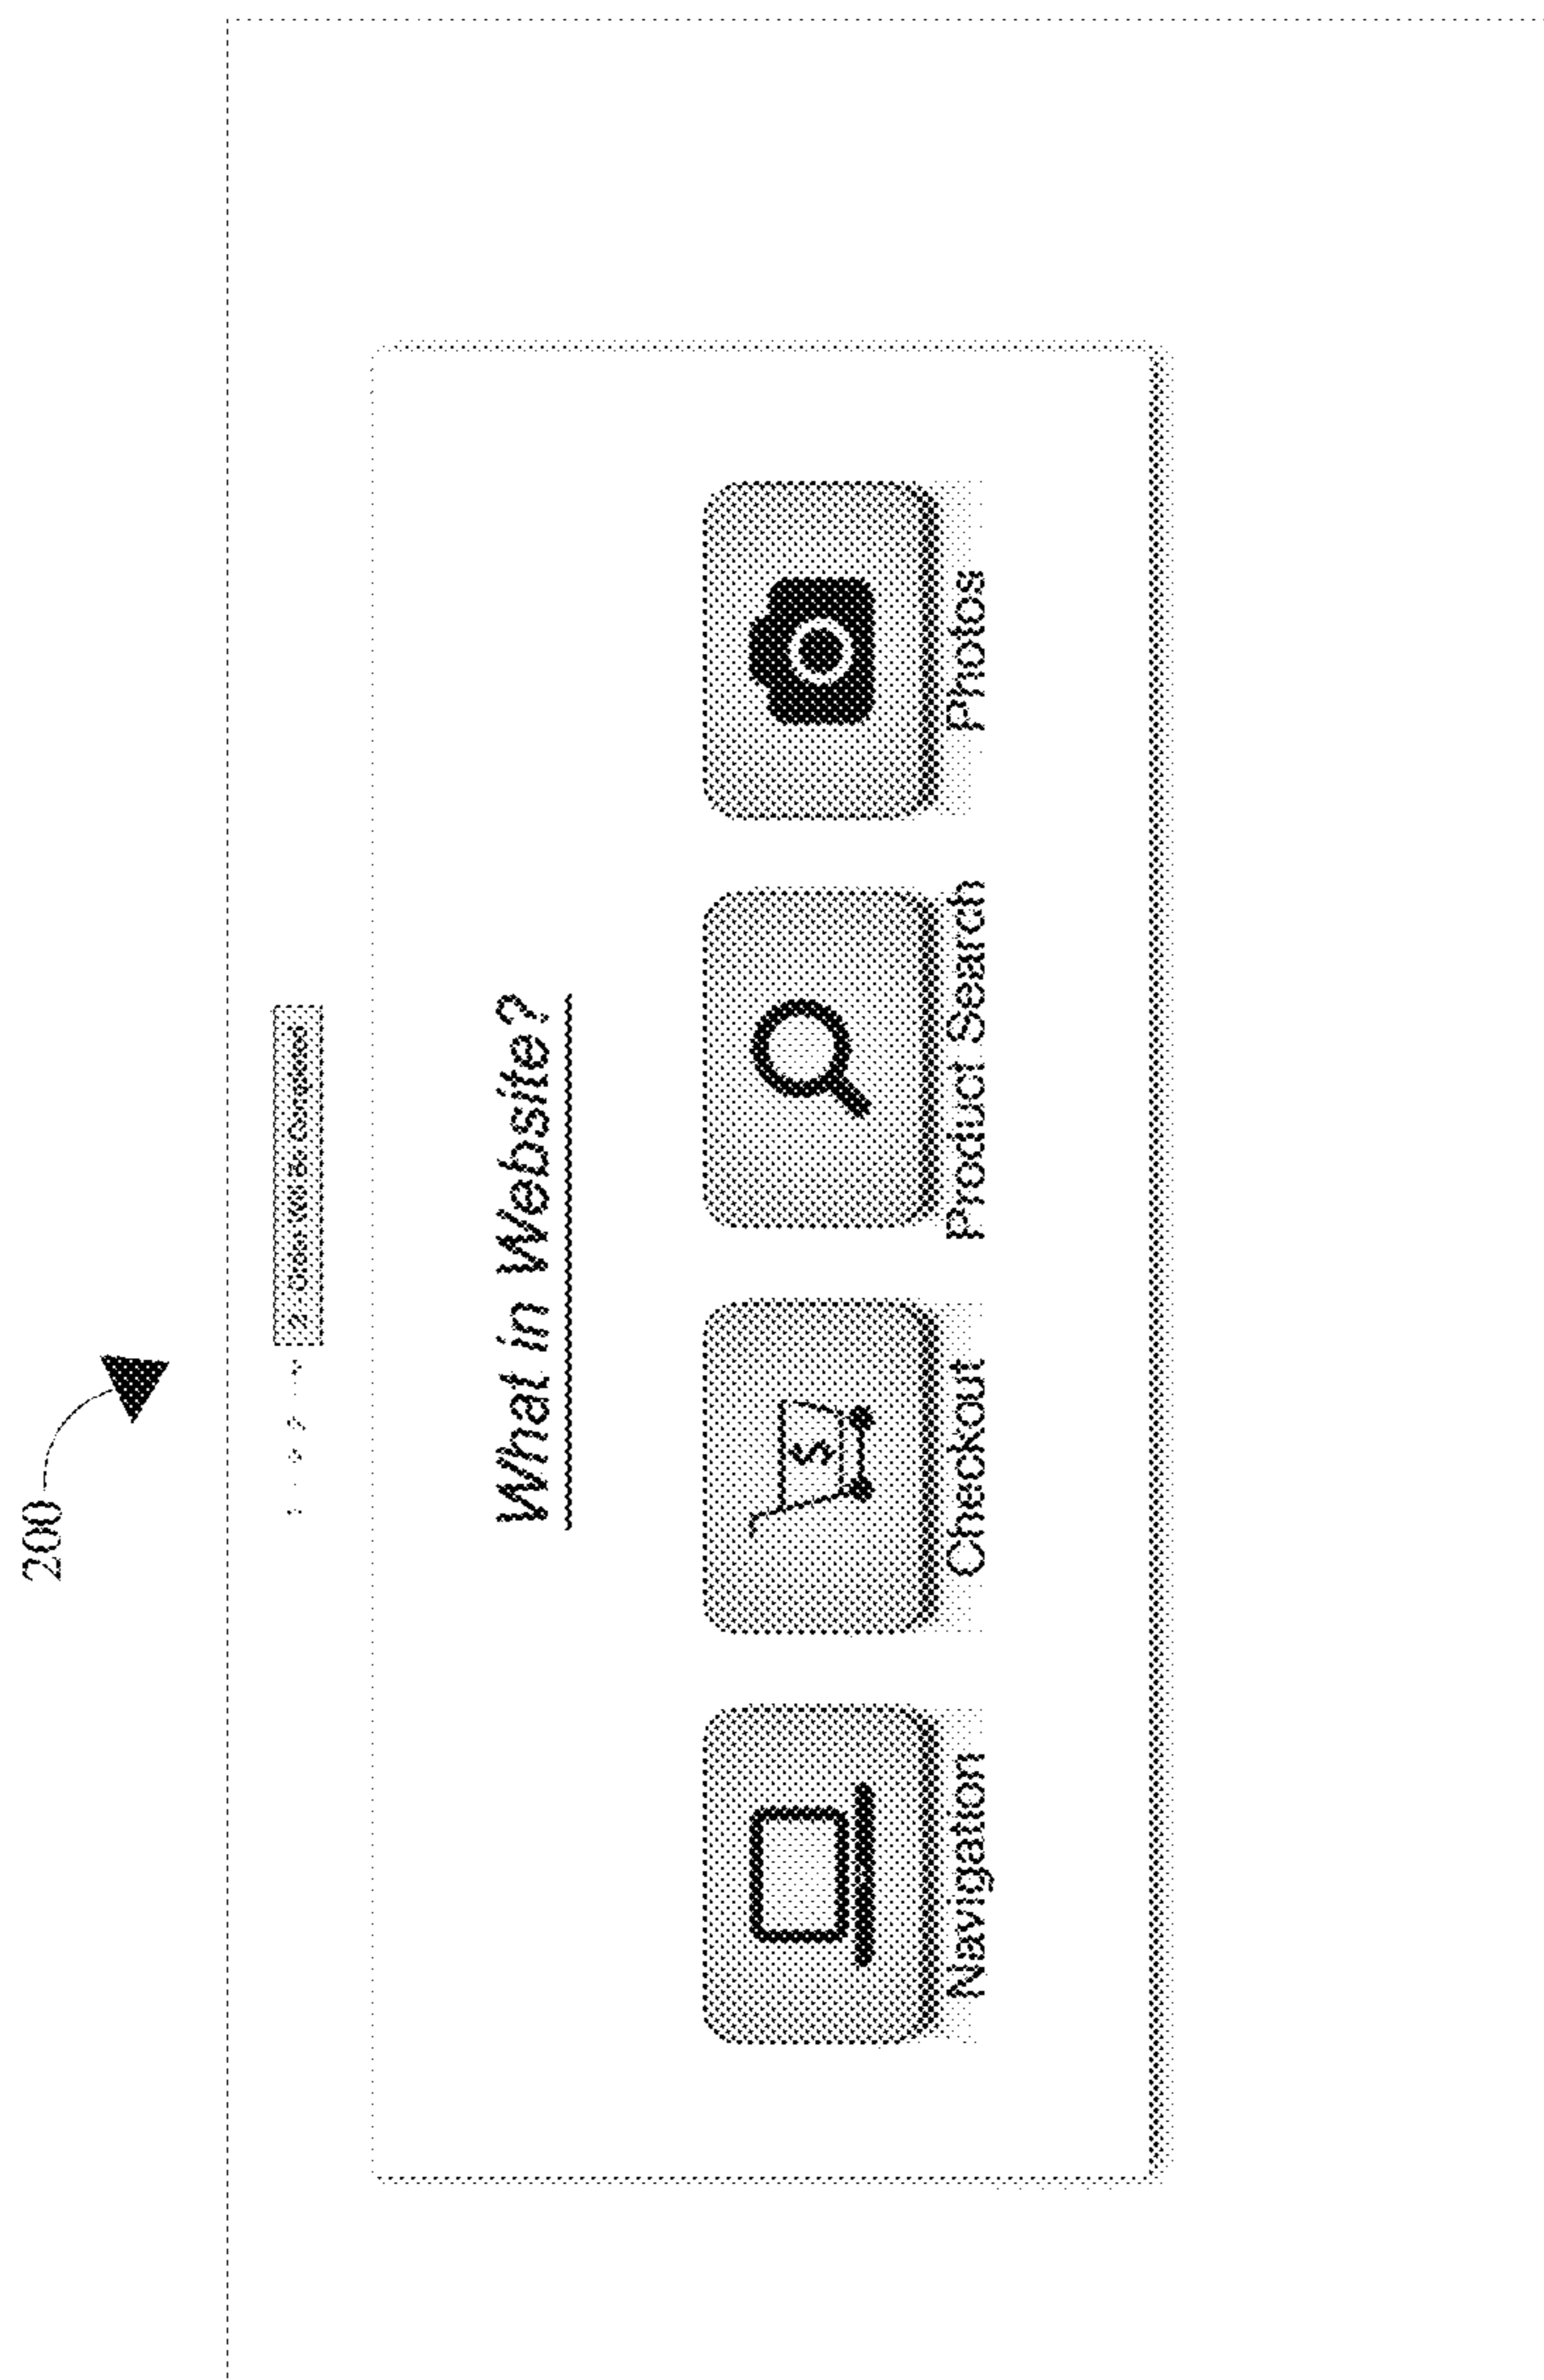 200
What in Website?
Navigation
Checkout
$
Product Search
Photos